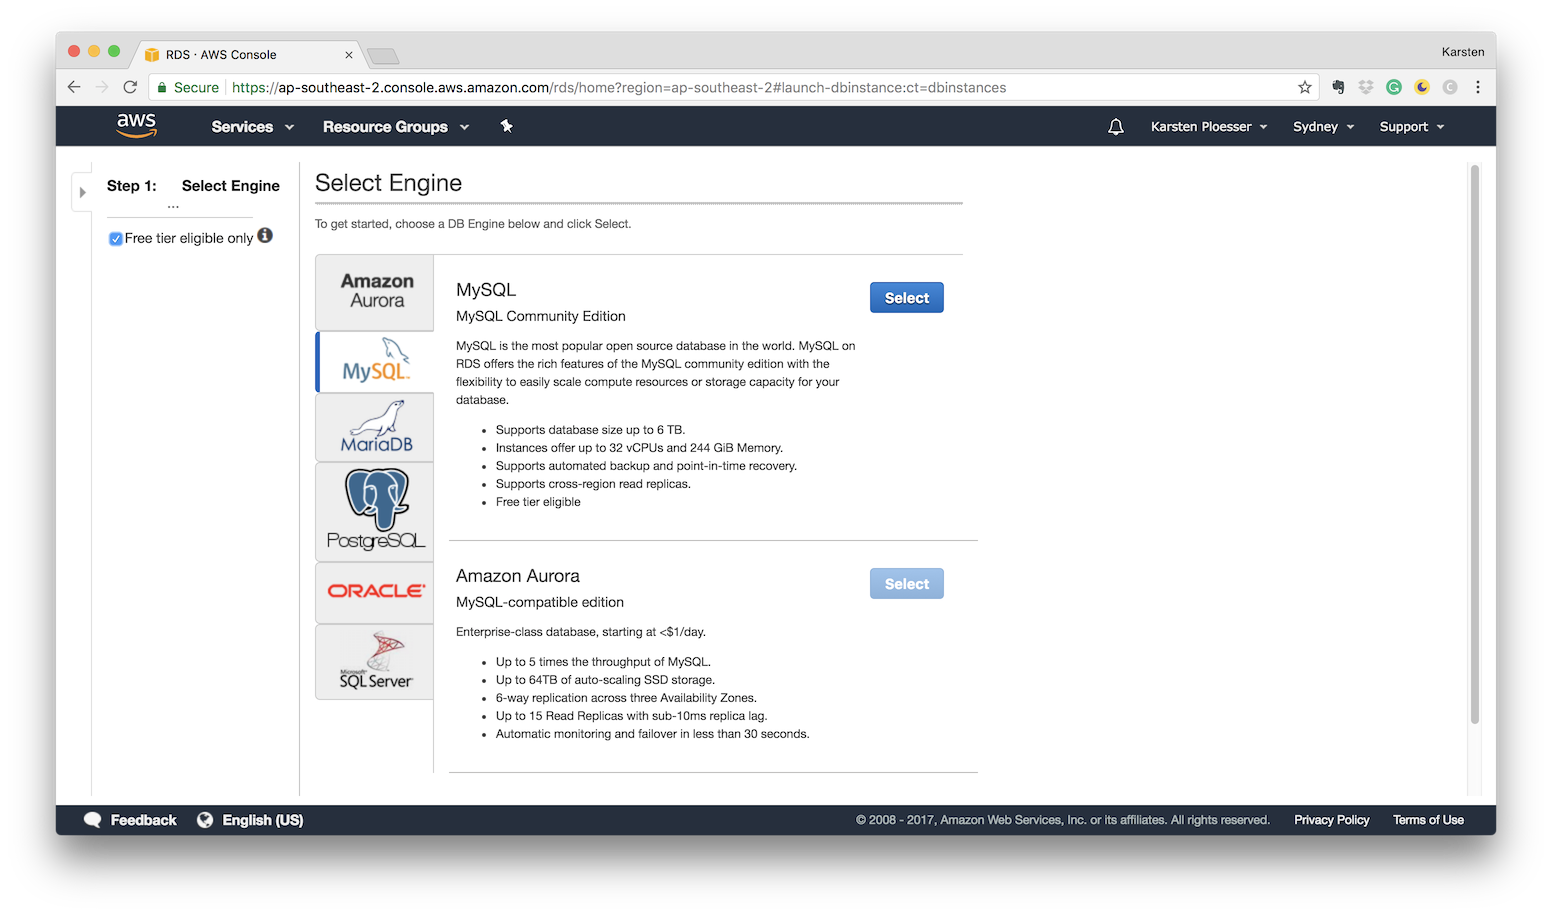 RDS · AWS Console
Karsten
Secure https://ap-southeast-2.console.aws.amazon.com/rds/home?region=ap-southeast-2#launch-dbinstance:ct=dbinstances
aws Services Resource Groups Karsten Ploesser Sydney Support
Step 1: Select Engine
...
Free tier eligible only
Select Engine
To get started, choose a DB Engine below and click Select.
Amazon
Aurora
MySQL™
MariaDB
PostgreSQL
ORACLE®
Microsoft®
SQL Server
MySQL
Select
MySQL Community Edition
MySQL is the most popular open source database in the world. MySQL on
RDS offers the rich features of the MySQL community edition with the
flexibility to easily scale compute resources or storage capacity for your
database.
• Supports database size up to 6 TB.
• Instances offer up to 32 vCPUs and 244 GiB Memory.
• Supports automated backup and point-in-time recovery.
• Supports cross-region read replicas.
• Free tier eligible
Amazon Aurora
Select
MySQL-compatible edition
Enterprise-class database, starting at <$1/day.
• Up to 5 times the throughput of MySQL.
• Up to 64TB of auto-scaling SSD storage.
• 6-way replication across three Availability Zones.
• Up to 15 Read Replicas with sub-10ms replica lag.
• Automatic monitoring and failover in less than 30 seconds.
Feedback English (US) © 2008 - 2017, Amazon Web Services, Inc. or its affiliates. All rights reserved. Privacy Policy Terms of Use